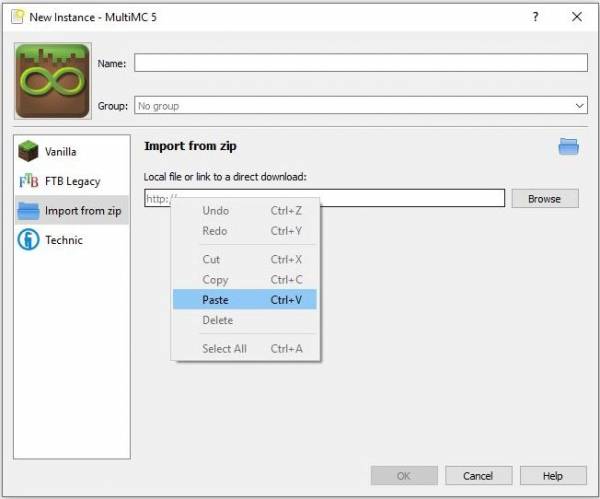 New Instance - MultiMC 5
Name:
Group: No group
Vanilla
FTB FTB Legacy
Import from zip
Technic
Import from zip
Local file or link to a direct download:
http:// Browse
Undo Ctrl+Z
Redo Ctrl+Y
Cut Ctrl+X
Copy Ctrl+C
Paste Ctrl+V
Delete
Select All Ctrl+A
OK Cancel Help